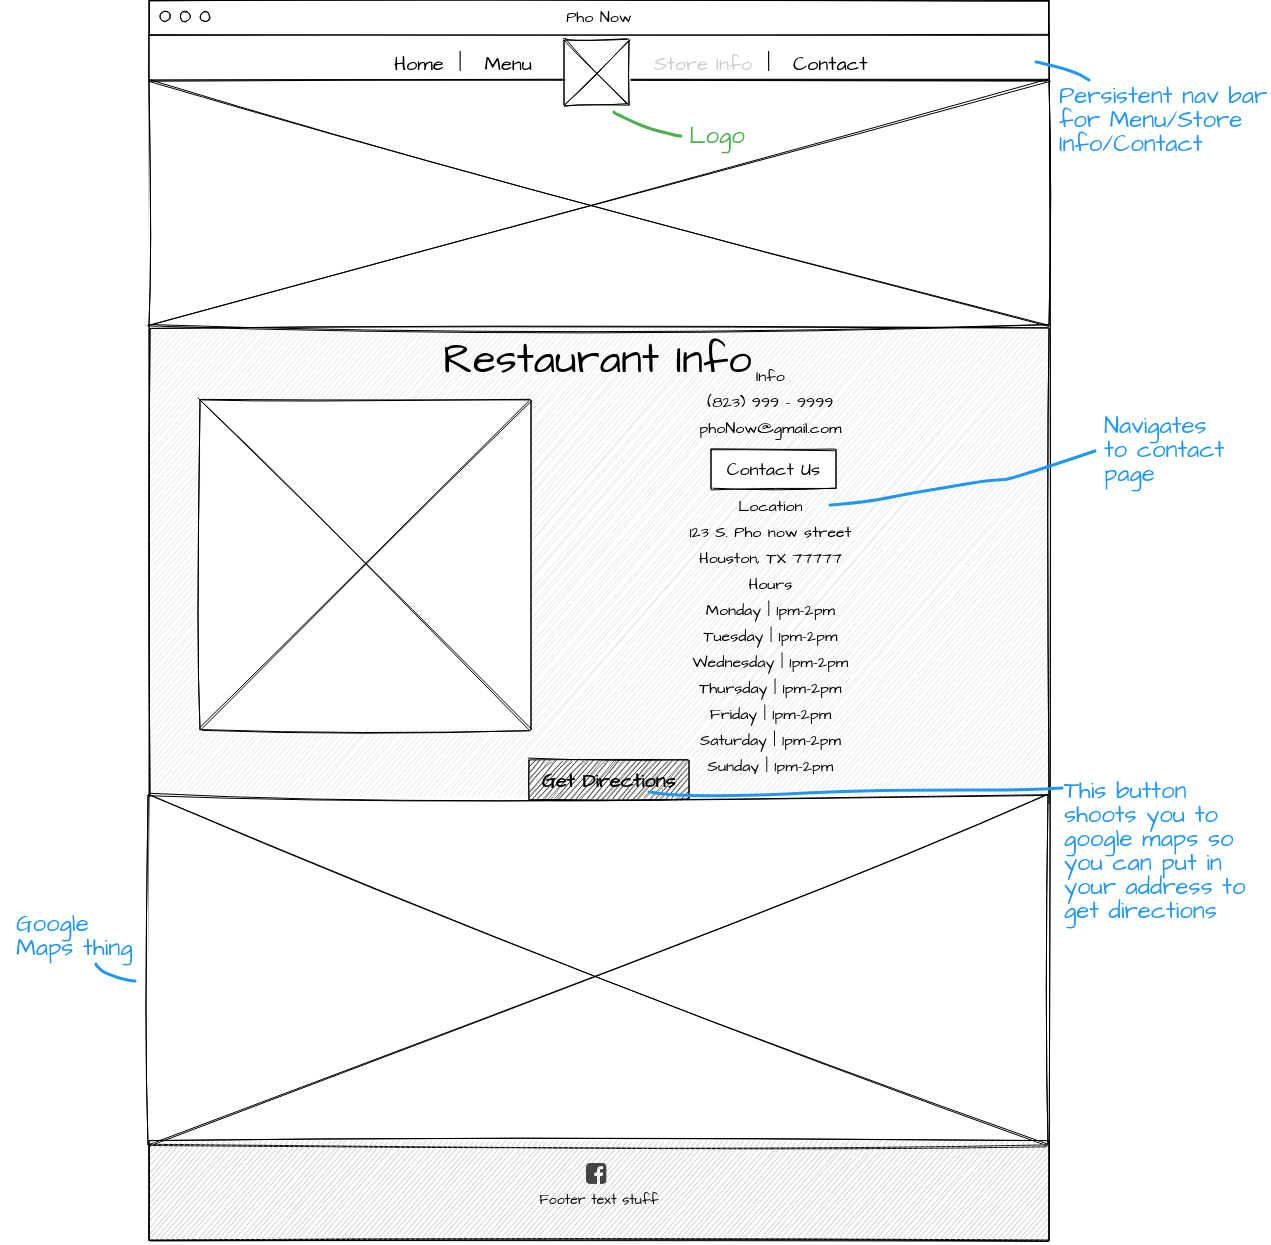 Pho Now
Home | Menu
Store Info | Contact
Persistent nav bar
for Menu/Store
Info/Contact
Logo
Restaurant Info
Info
(823) 999 - 9999
phoNow@gmail.com
Contact Us
Navigates
to contact
page
Location
123 S. Pho now street
Houston, TX 77777
Hours
Monday | 1pm-2pm
Tuesday | 1pm-2pm
Wednesday | 1pm-2pm
Thursday | 1pm-2pm
Friday | 1pm-2pm
Saturday | 1pm-2pm
Sunday | 1pm-2pm
Get Directions
This button
shoots you to
google maps so
you can put in
your address to
get directions
Google
Maps thing
Footer text stuff